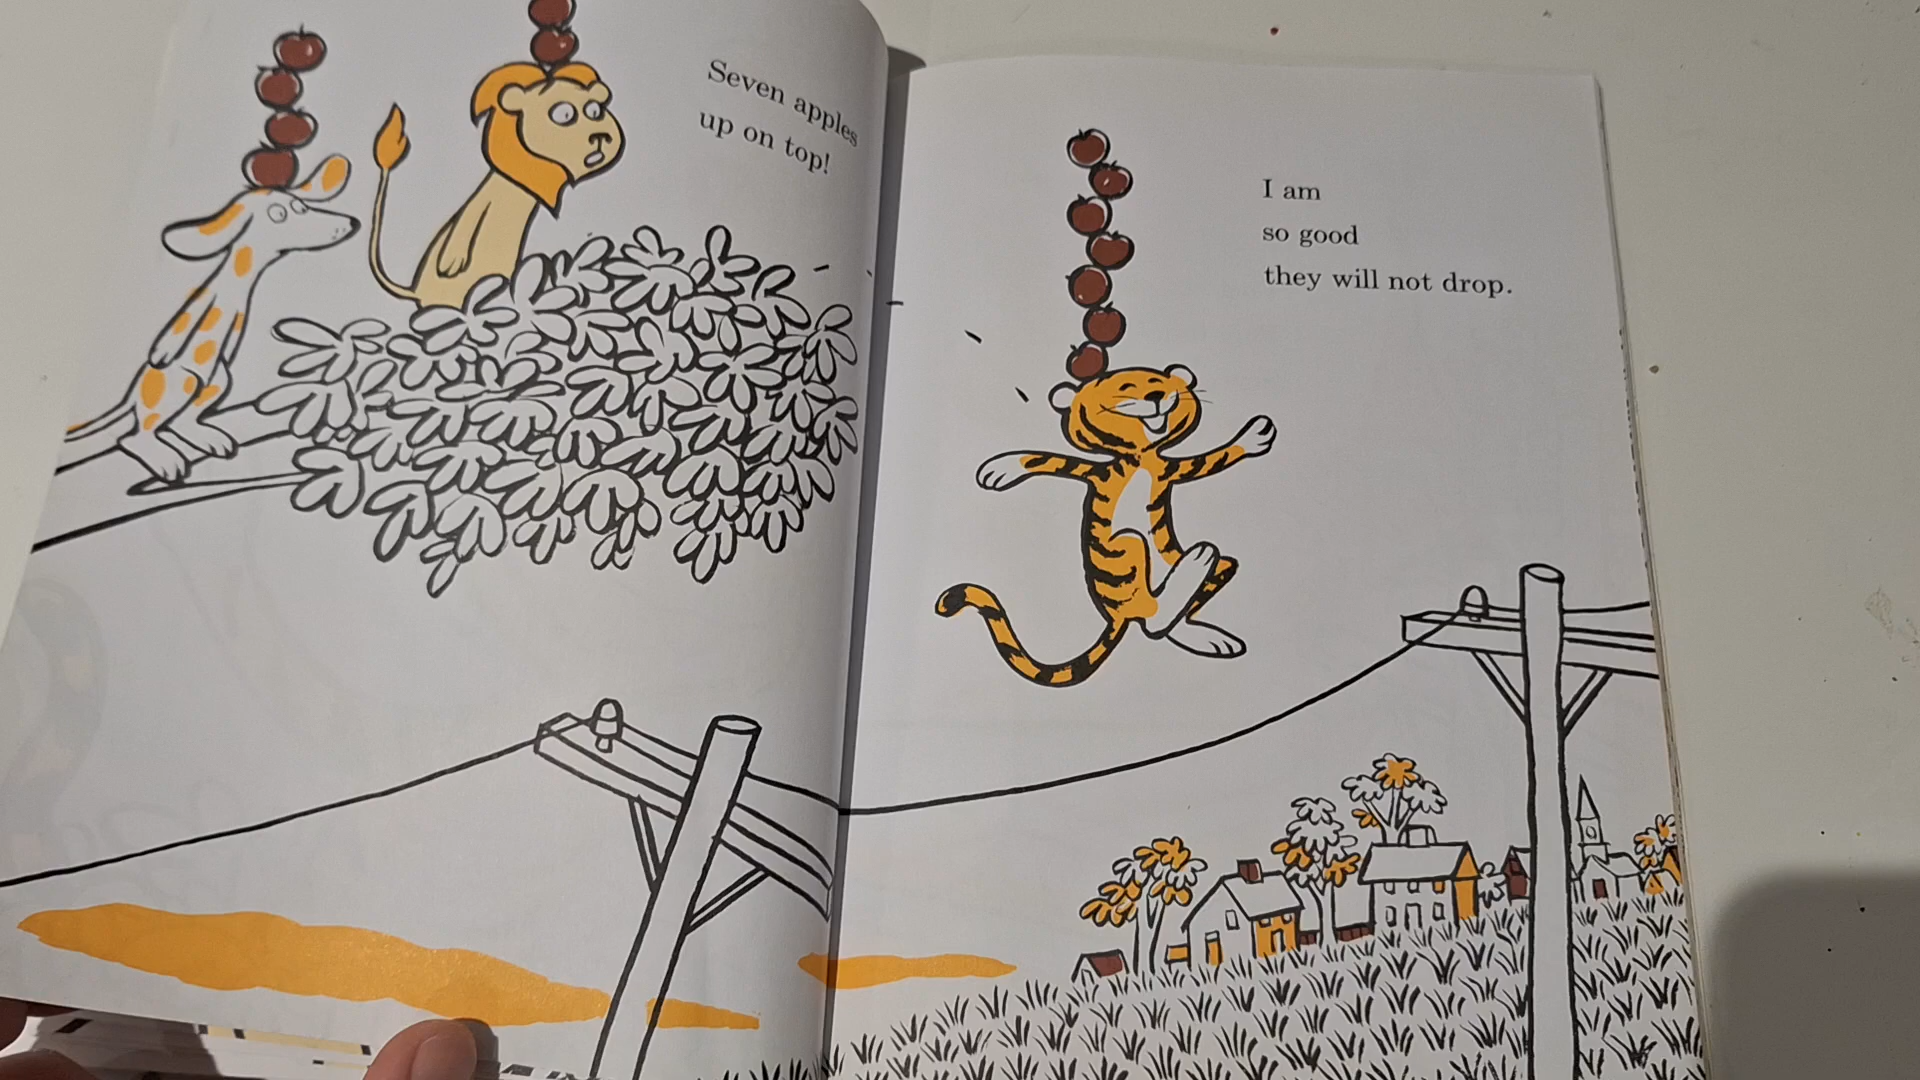 Seven apples
up on top!
I am
so good
they will not drop.